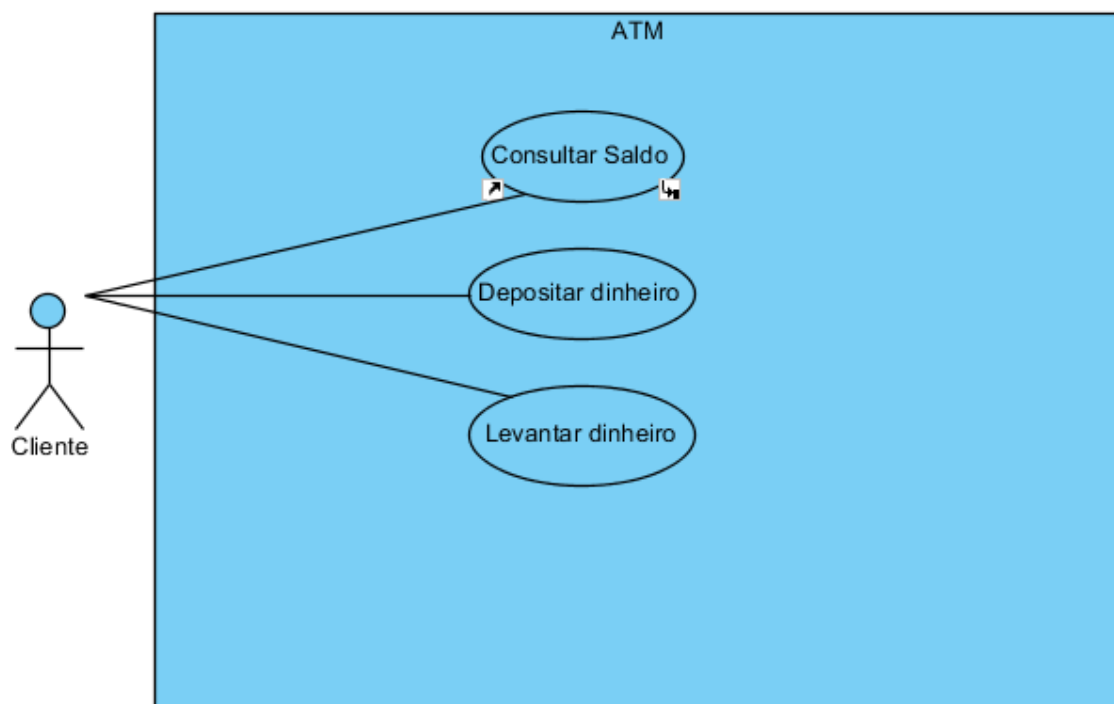 ATM
Consultar Saldo
Depositar dinheiro
Levantar dinheiro
Cliente